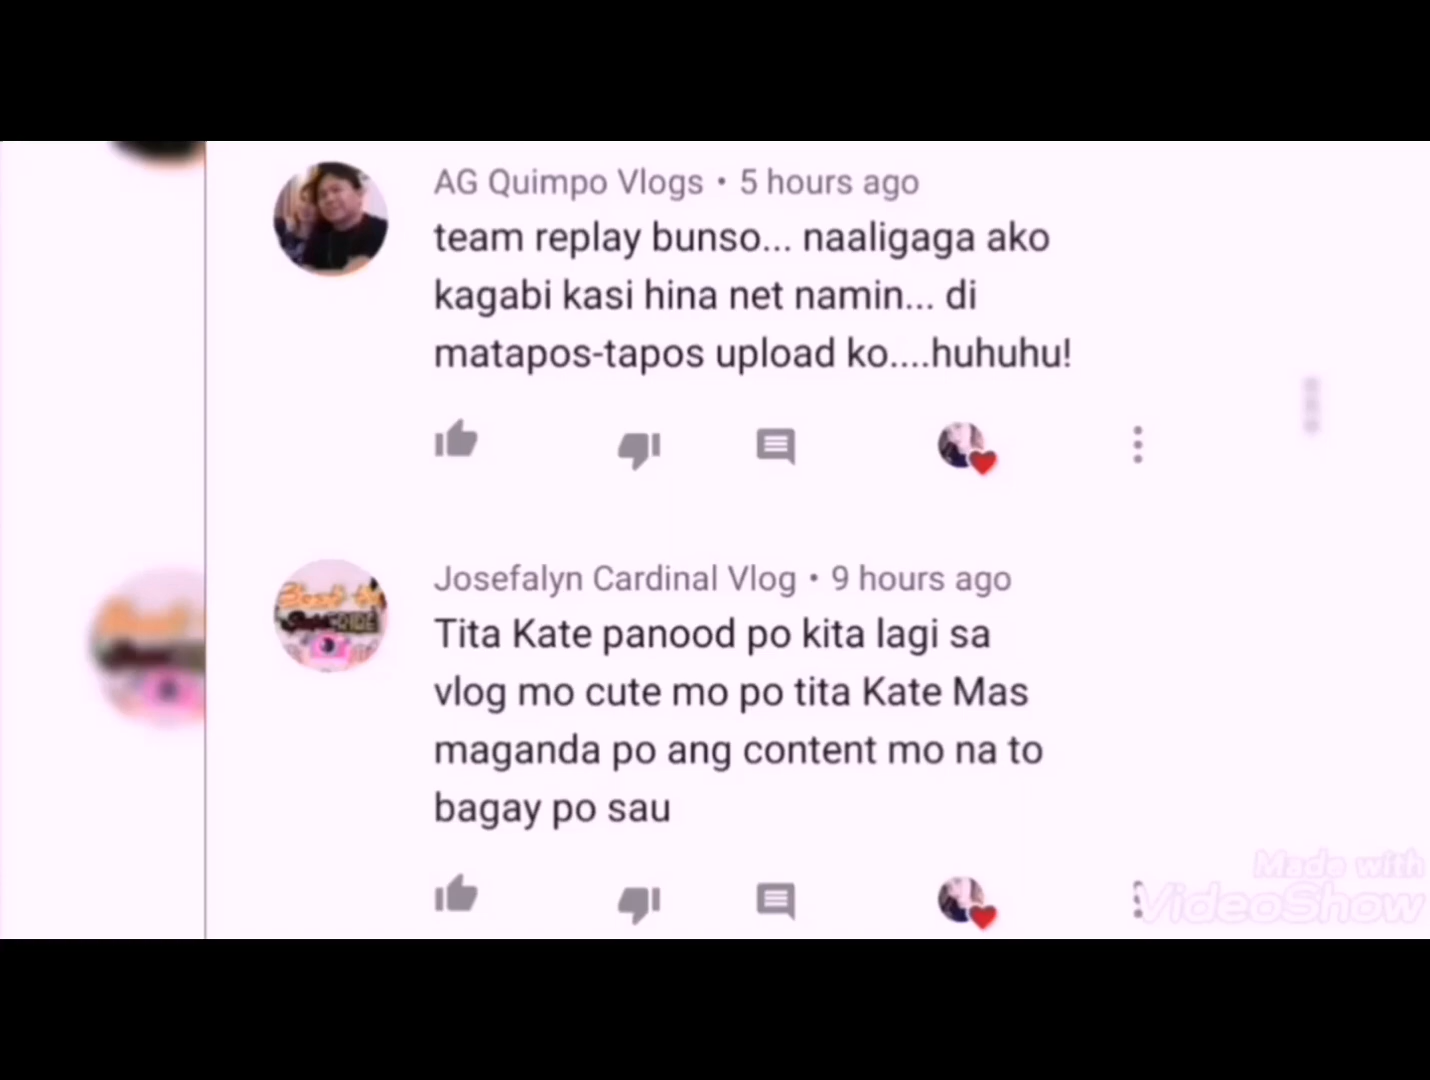 AG Quimpo Vlogs • 5 hours ago
team replay bunso... naaligaga ako
kagabi kasi hina net namin... di
matapos-tapos upload ko....huhuhu!
Josefalyn Cardinal Vlog • 9 hours ago
Tita Kate panood po kita lagi sa
vlog mo cute mo po tita Kate Mas
maganda po ang content mo na to
bagay po sau
Made with
VideoShow